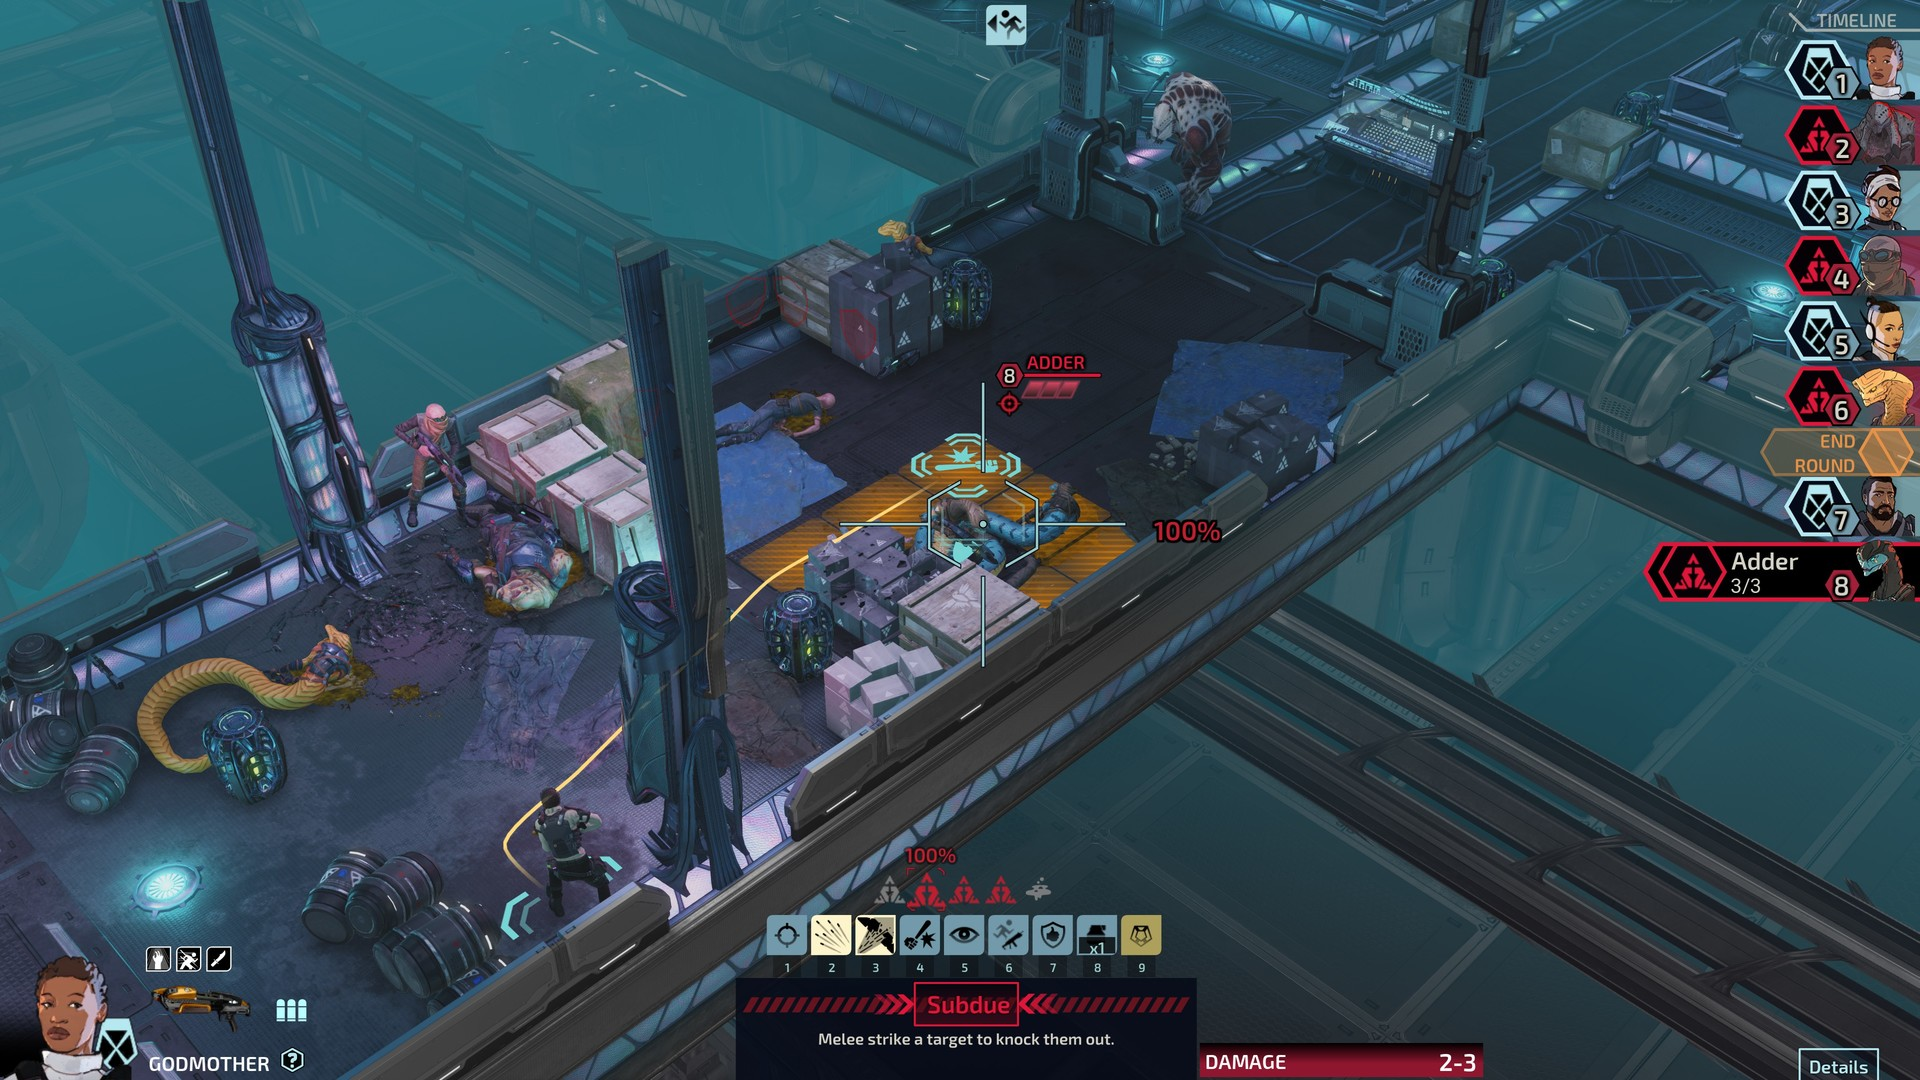 TIMELINE
1
2
3
4
5
6
END
ROUND
7
Adder
3/3
8
8
ADDER
100%
100%
x1
1
2
3
4
5
6
7
8
9
Subdue
Melee strike a target to knock them out.
DAMAGE
2-3
GODMOTHER
?
Details